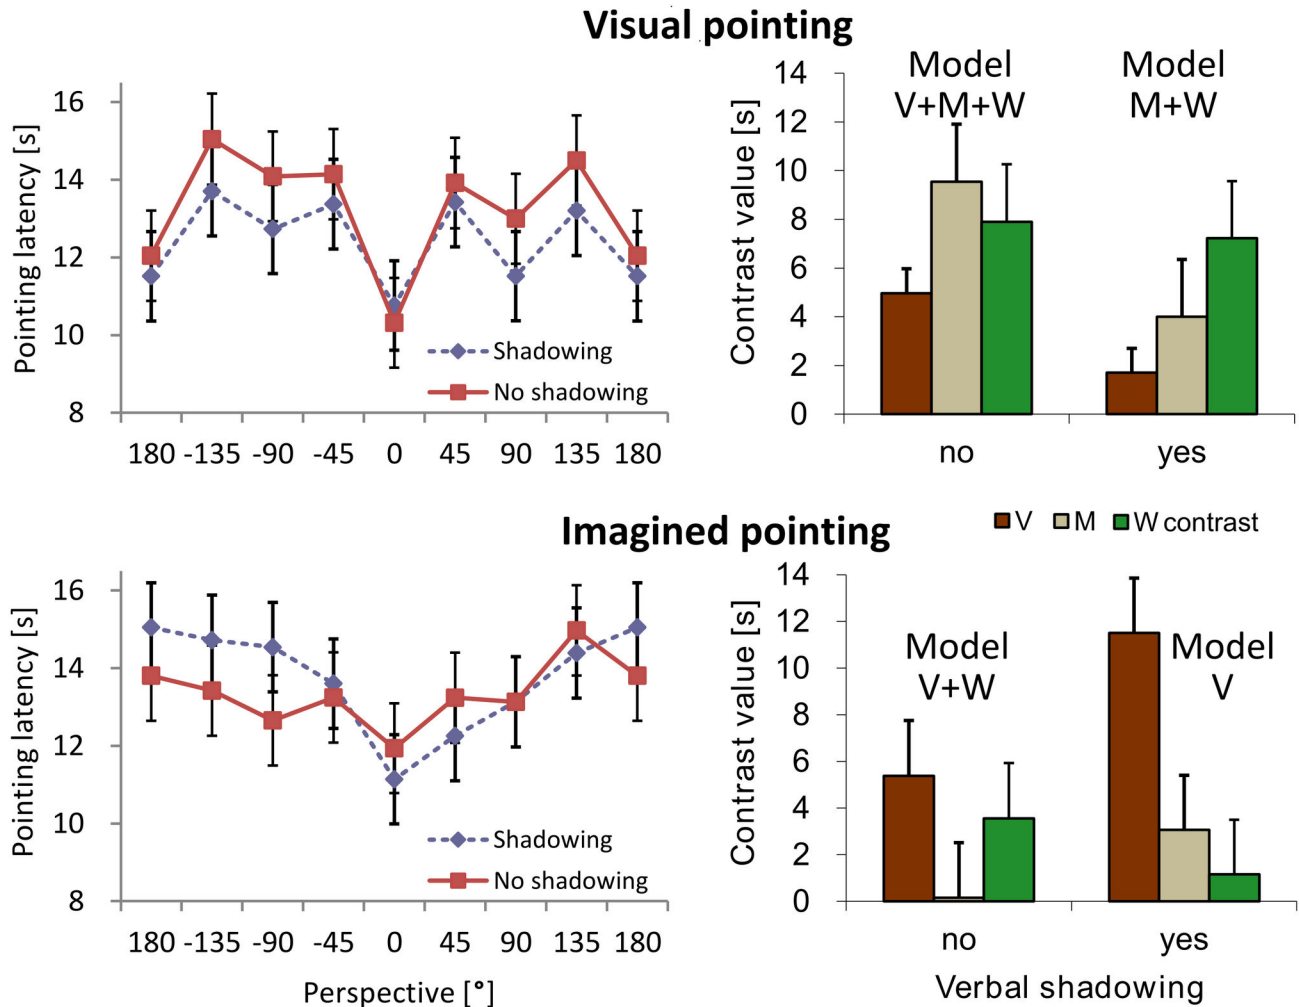 Visual pointing
Pointing latency [s]
16
14
12
10
8
180 -135 -90 -45 0 45 90 135 180
Shadowing
No shadowing
Contrast value [s]
14
12
10
8
6
4
2
0
Model
V+M+W
Model
M+W
no yes
V M W contrast
Imagined pointing
Pointing latency [s]
16
14
12
10
8
180 -135 -90 -45 0 45 90 135 180
Perspective [°]
Shadowing
No shadowing
Contrast value [s]
14
12
10
8
6
4
2
0
Model
V+W
Model
V
no yes
Verbal shadowing